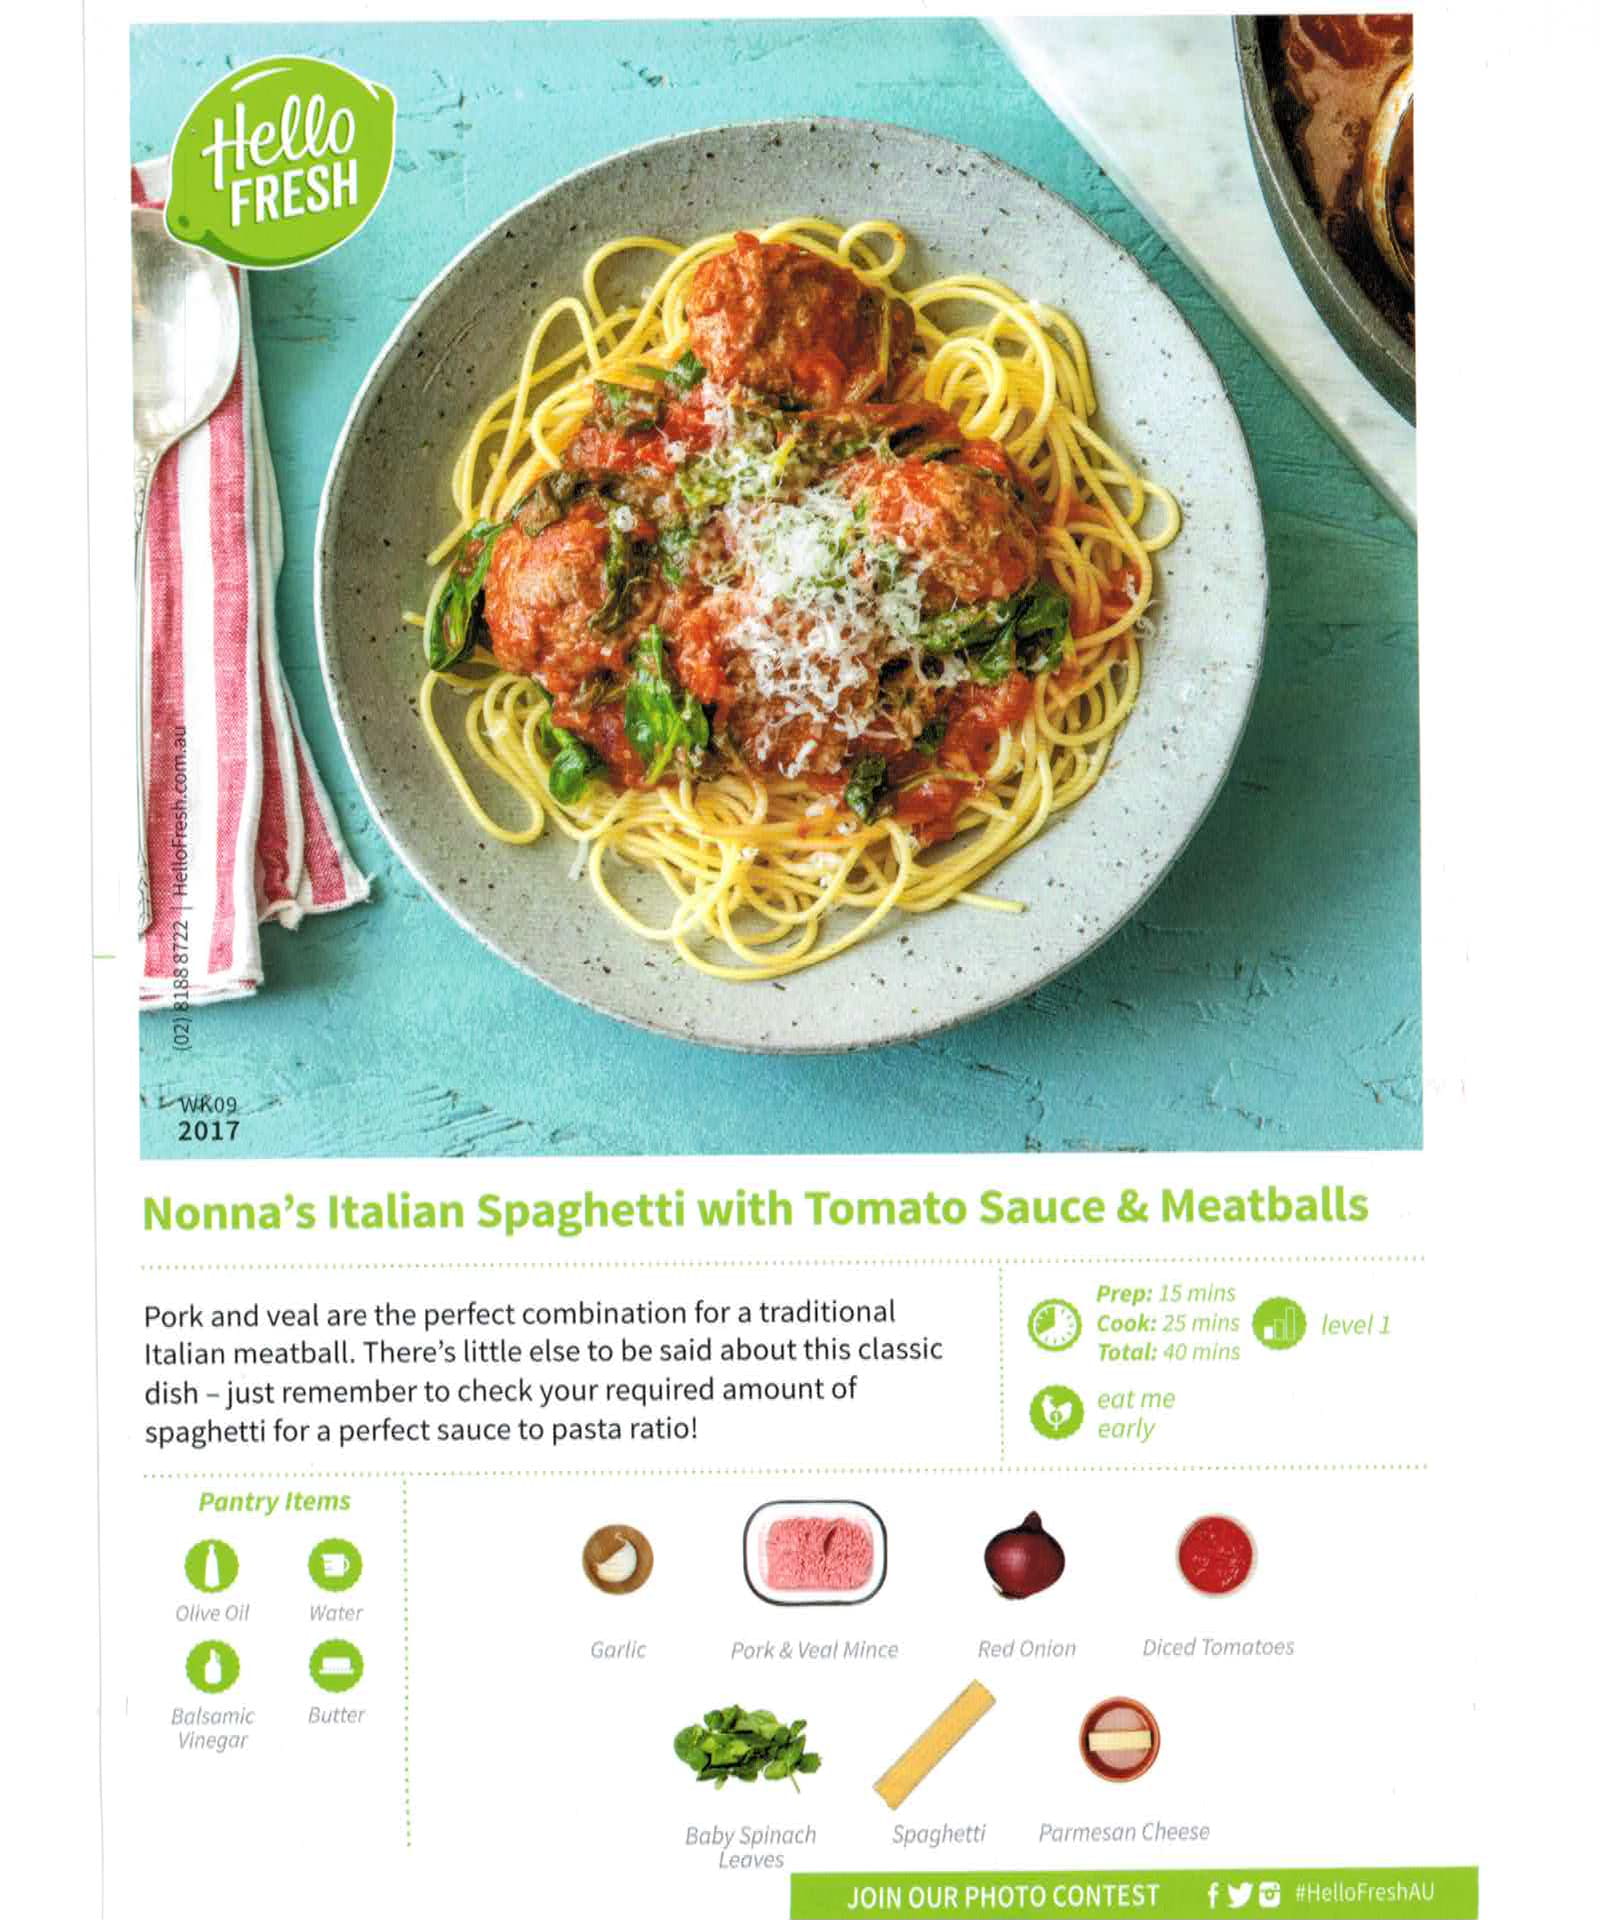 Hello
FRESH
(02) 8188 8722 | HelloFresh.com.au
WK09
2017
Nonna's Italian Spaghetti with Tomato Sauce & Meatballs
Pork and veal are the perfect combination for a traditional
Italian meatball. There's little else to be said about this classic
dish – just remember to check your required amount of
spaghetti for a perfect sauce to pasta ratio!
Prep: 15 mins
Cook: 25 mins
Total: 40 mins
level 1
eat me
early
Pantry Items
Olive Oil
Water
Balsamic
Vinegar
Butter
Garlic
Pork & Veal Mince
Red Onion
Diced Tomatoes
Baby Spinach
Leaves
Spaghetti
Parmesan Cheese
JOIN OUR PHOTO CONTEST
#HelloFreshAU